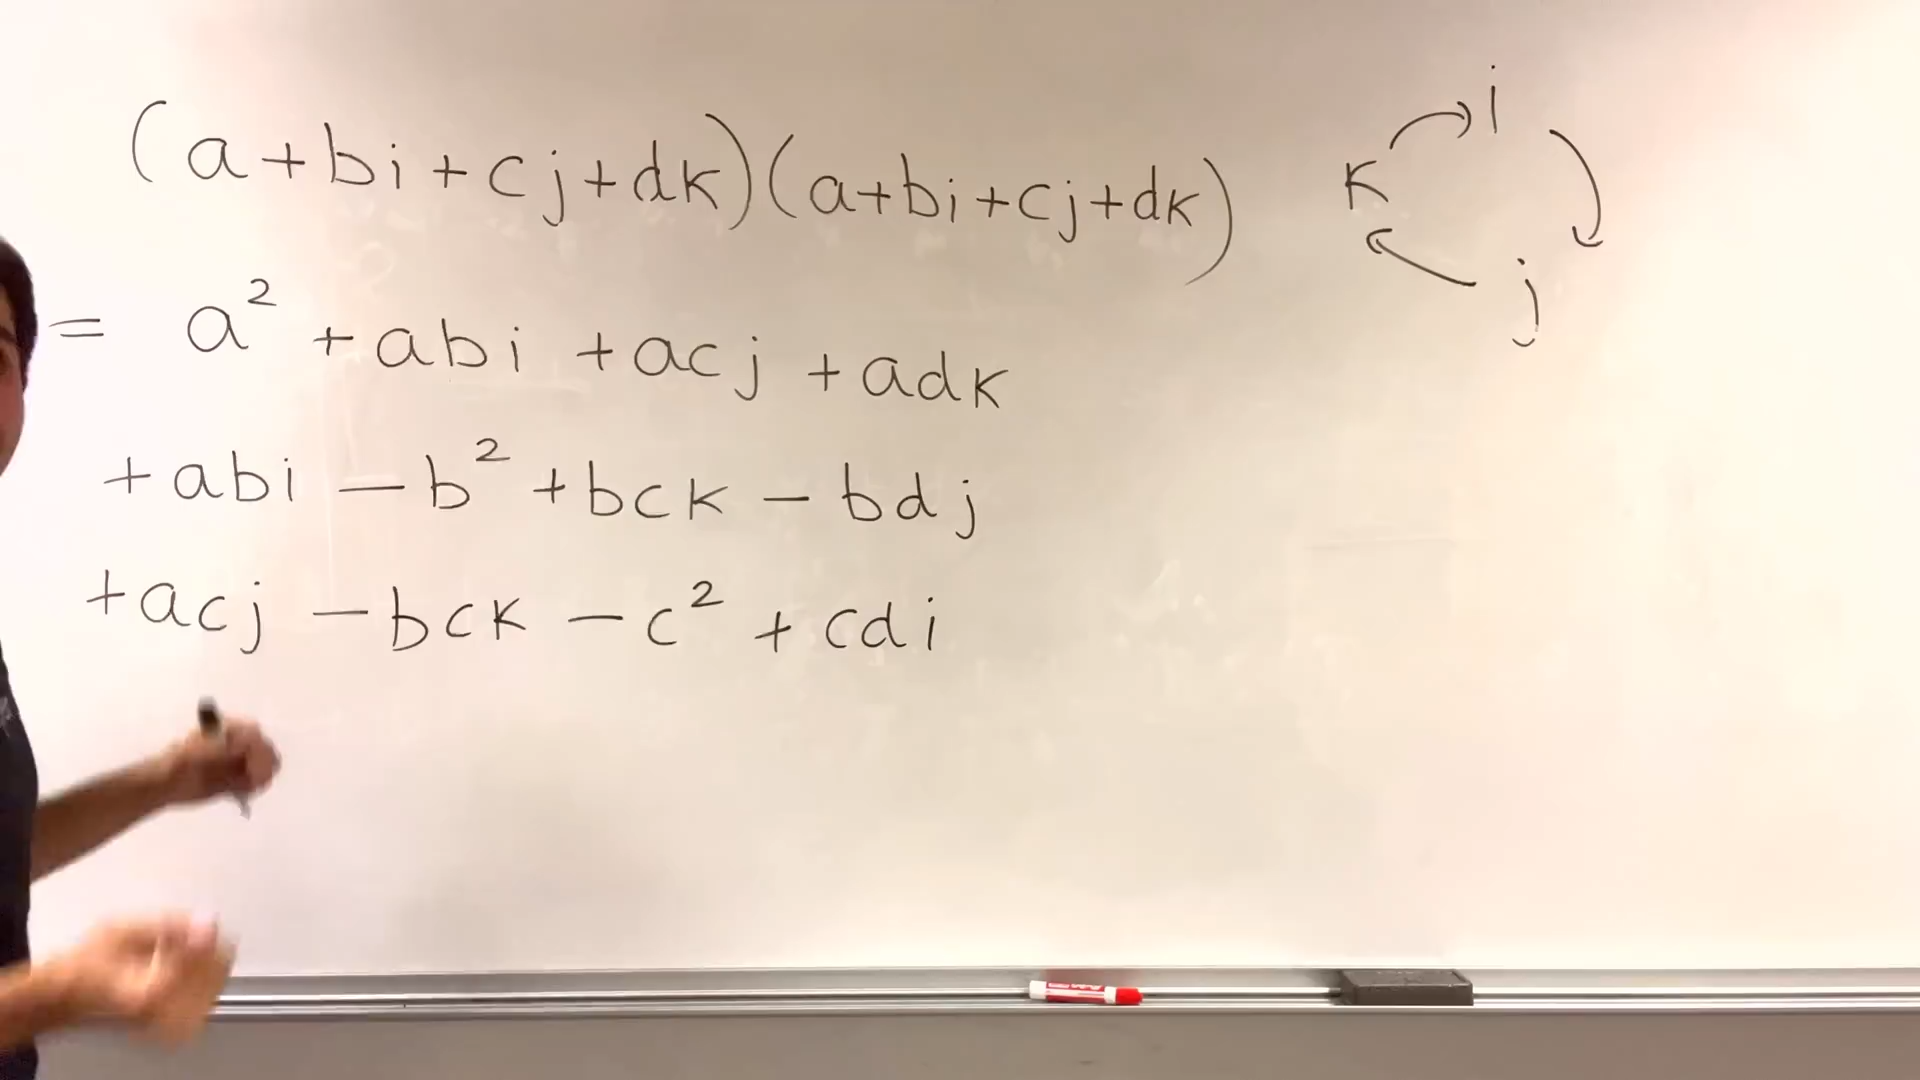 (a+bi+cj+dk)(a+bi+cj+dk)
= a² +abi +acj +adk
+abi −b² +bck −bdj
+acj −bck −c² +cdi
i
k
j